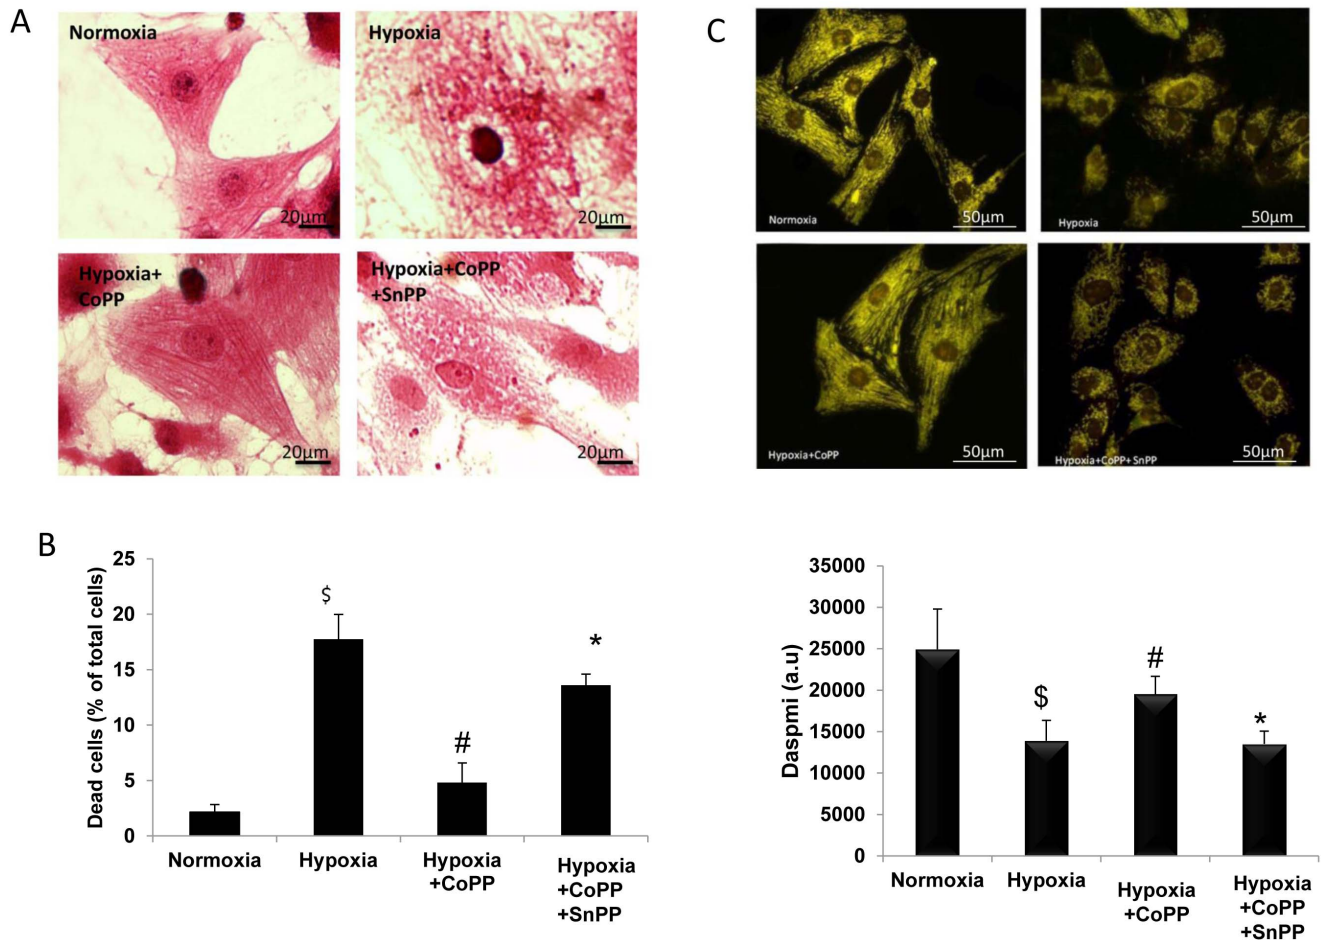 A
Normoxia
20µm
Hypoxia
20µm
Hypoxia+
CoPP
20µm
Hypoxia+CoPP
+SnPP
20µm
C
Normoxia
50µm
Hypoxia
50µm
Hypoxia+CoPP
50µm
Hypoxia+CoPP+SnPP
50µm
B
Dead cells (% of total cells)
25
20
15
10
5
0
$
#
*
Normoxia
Hypoxia
Hypoxia
+CoPP
Hypoxia
+CoPP
+SnPP
Daspmi (a.u)
35000
30000
25000
20000
15000
10000
5000
0
$
#
*
Normoxia
Hypoxia
Hypoxia
+CoPP
Hypoxia
+CoPP
+SnPP